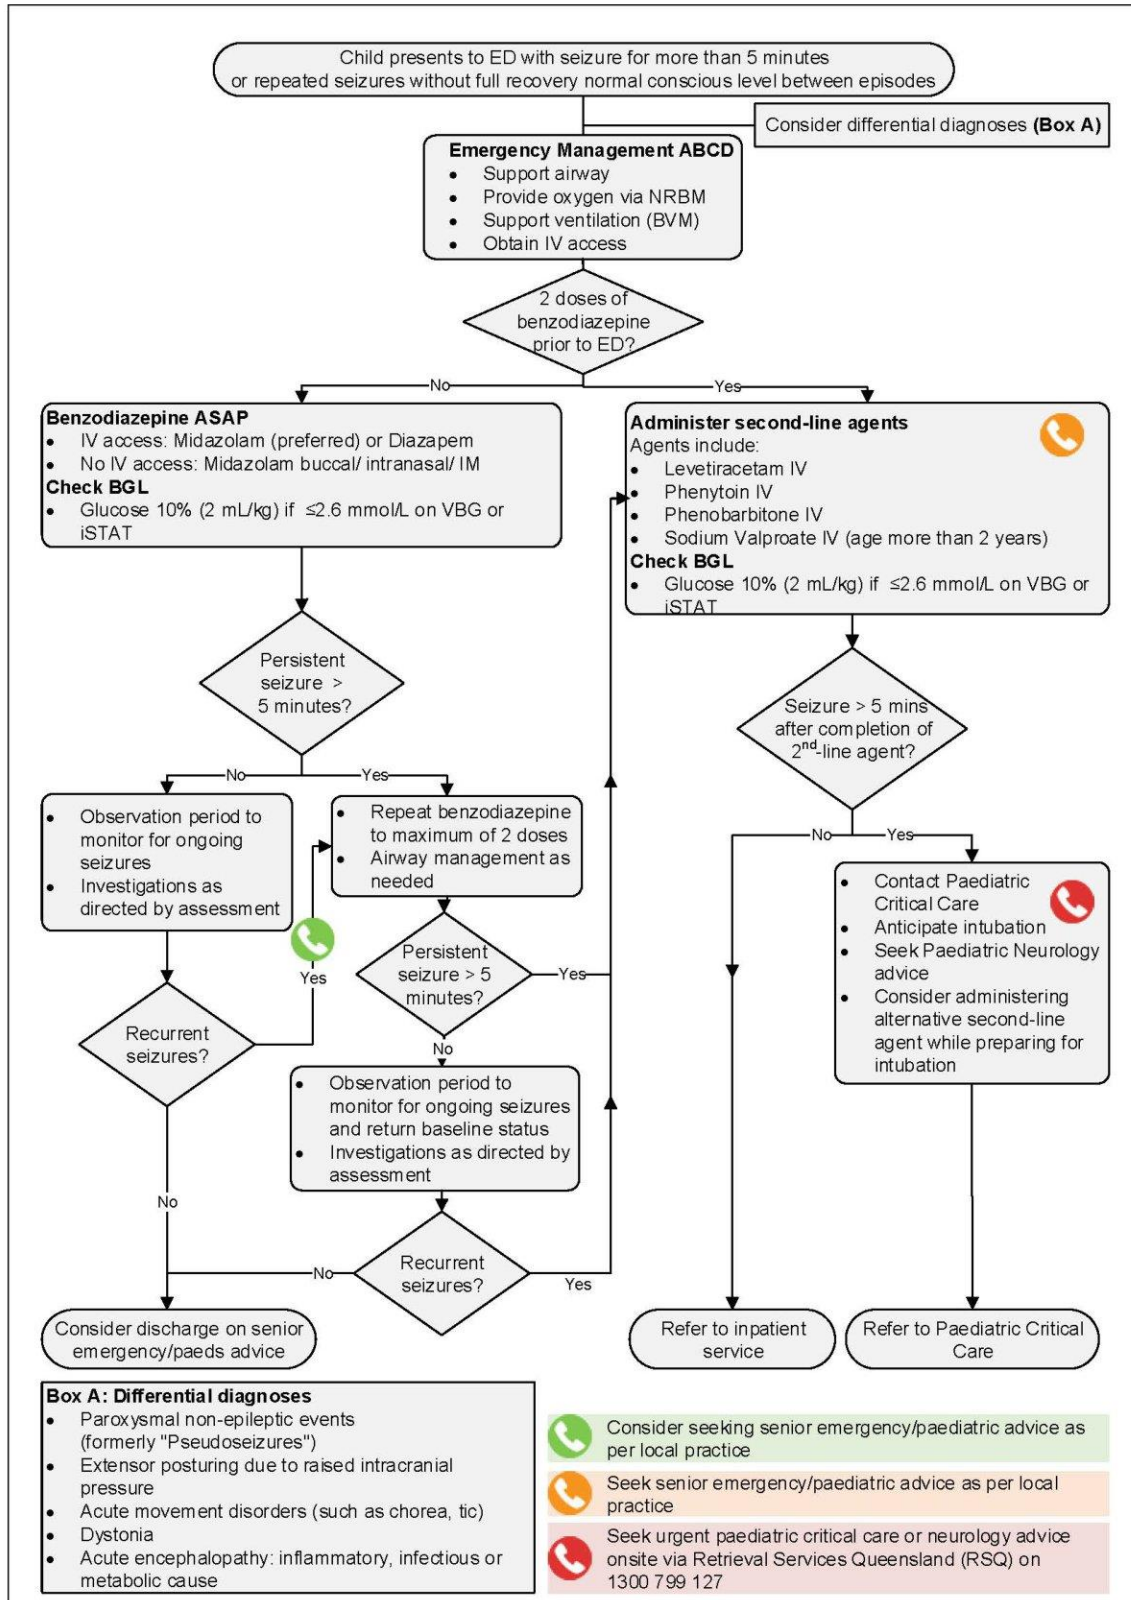 Child presents to ED with seizure for more than 5 minutes
or repeated seizures without full recovery normal conscious level between episodes
Consider differential diagnoses (Box A)
Emergency Management ABCD
• Support airway
• Provide oxygen via NRBM
• Support ventilation (BVM)
• Obtain IV access
2 doses of
benzodiazepine
prior to ED?
No
Yes
Benzodiazepine ASAP
• IV access: Midazolam (preferred) or Diazapem
• No IV access: Midazolam buccal/ intranasal/ IM
Check BGL
• Glucose 10% (2 mL/kg) if ≤2.6 mmol/L on VBG or
iSTAT
Administer second-line agents
Agents include:
• Levetiracetam IV
• Phenytoin IV
• Phenobarbitone IV
• Sodium Valproate IV (age more than 2 years)
Check BGL
• Glucose 10% (2 mL/kg) if ≤2.6 mmol/L on VBG or
iSTAT
Persistent
seizure >
5 minutes?
No
Yes
Seizure > 5 mins
after completion of
2nd-line agent?
No
Yes
• Observation period to
monitor for ongoing
seizures
• Investigations as
directed by assessment
• Repeat benzodiazepine
to maximum of 2 doses
• Airway management as
needed
• Contact Paediatric
Critical Care
• Anticipate intubation
• Seek Paediatric Neurology
advice
• Consider administering
alternative second-line
agent while preparing for
intubation
Yes
Persistent
seizure > 5
minutes?
Yes
No
Recurrent
seizures?
No
• Observation period to
monitor for ongoing seizures
and return baseline status
• Investigations as directed by
assessment
Recurrent
seizures?
No
Yes
Consider discharge on senior
emergency/paeds advice
Refer to inpatient
service
Refer to Paediatric Critical
Care
Box A: Differential diagnoses
• Paroxysmal non-epileptic events
(formerly "Pseudoseizures")
• Extensor posturing due to raised intracranial
pressure
• Acute movement disorders (such as chorea, tic)
• Dystonia
• Acute encephalopathy: inflammatory, infectious or
metabolic cause
Consider seeking senior emergency/paediatric advice as
per local practice
Seek senior emergency/paediatric advice as per local
practice
Seek urgent paediatric critical care or neurology advice
onsite via Retrieval Services Queensland (RSQ) on
1300 799 127